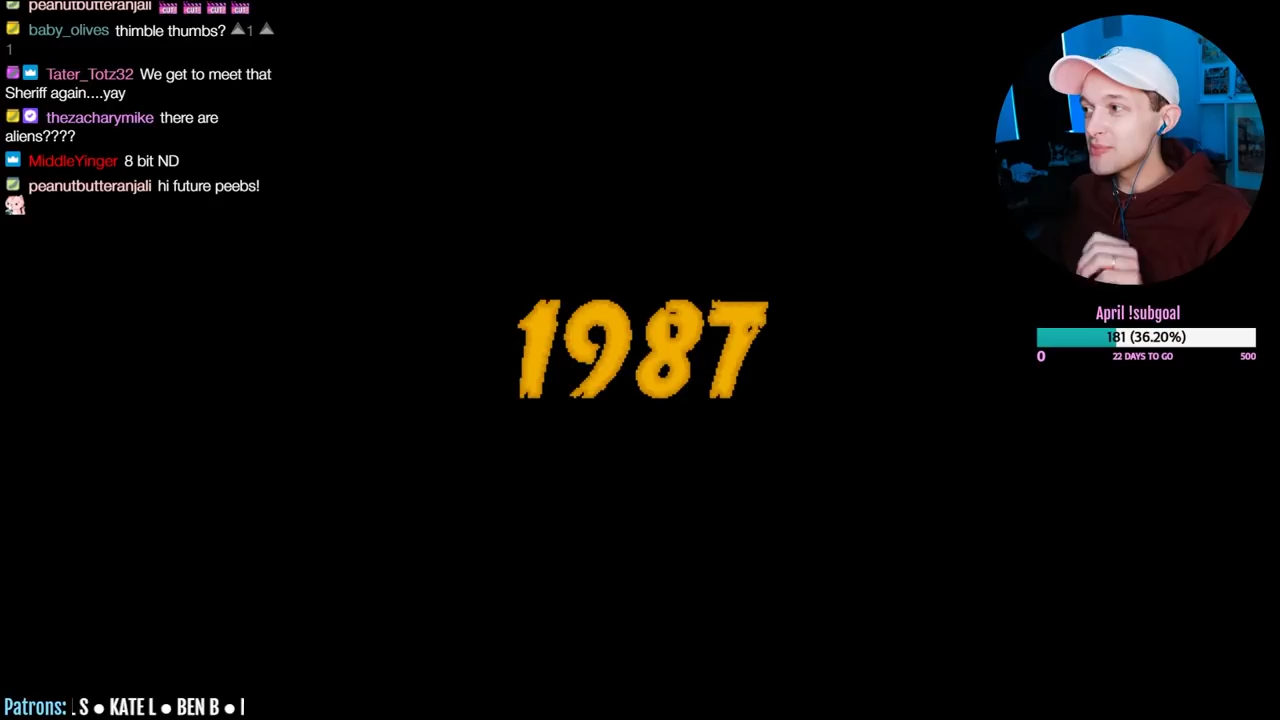 peanutbutteranjali
baby_olives thimble thumbs? 1
1
Tater_Totz32 We get to meet that
Sheriff again....yay
thezacharymike there are
aliens????
MiddleYinger 8 bit ND
peanutbutteranjali hi future peebs!
1987
April !subgoal
181 (36.20%)
0 22 DAYS TO GO 500
Patrons: . S ● KATE L ● BEN B ●